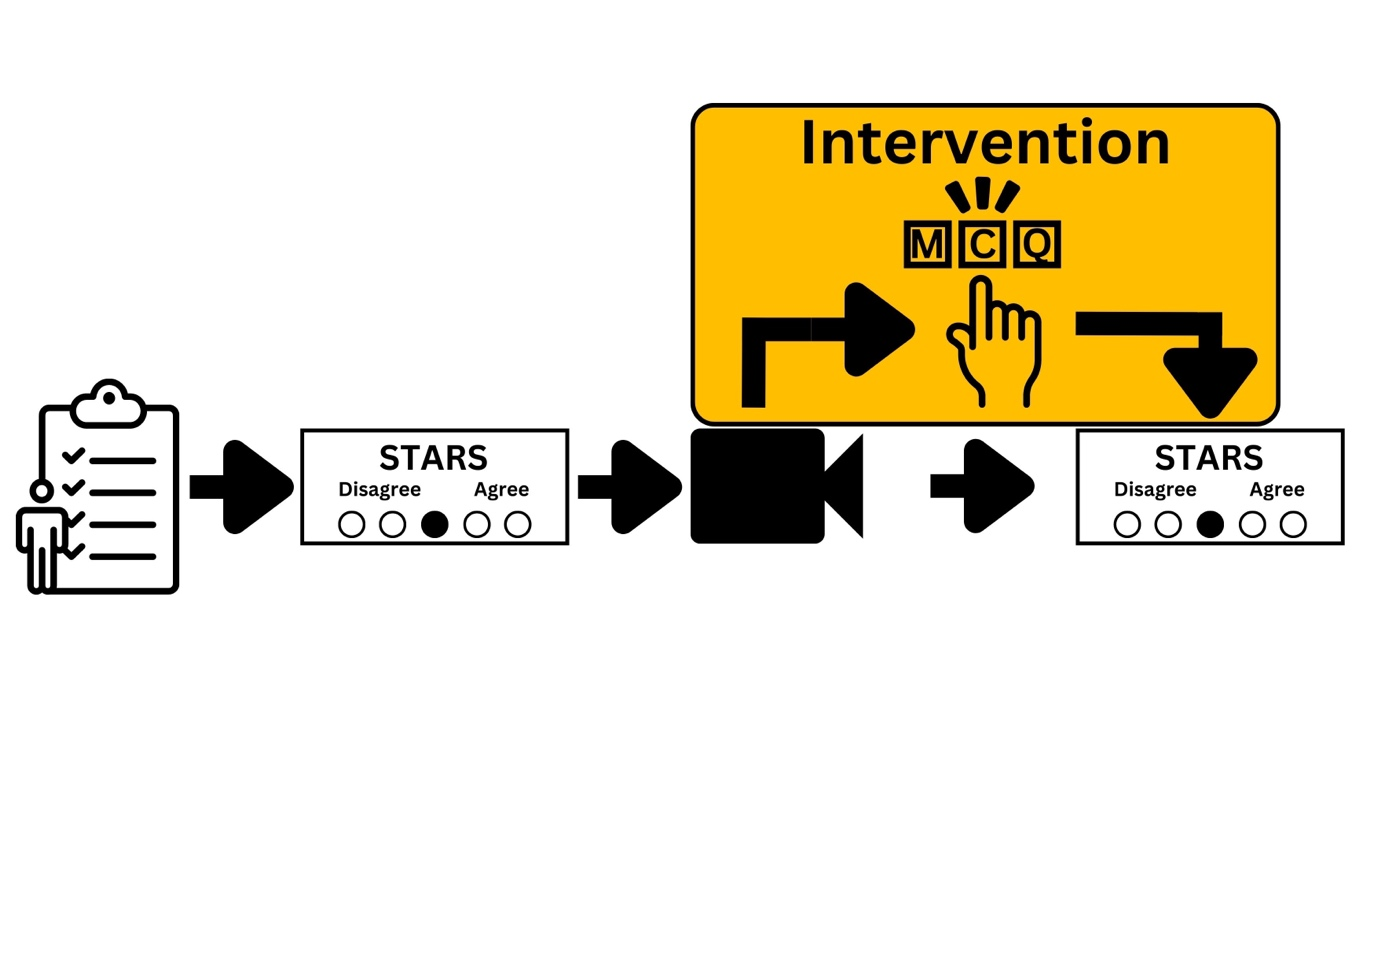 Intervention
M C Q
STARS
Disagree Agree
STARS
Disagree Agree